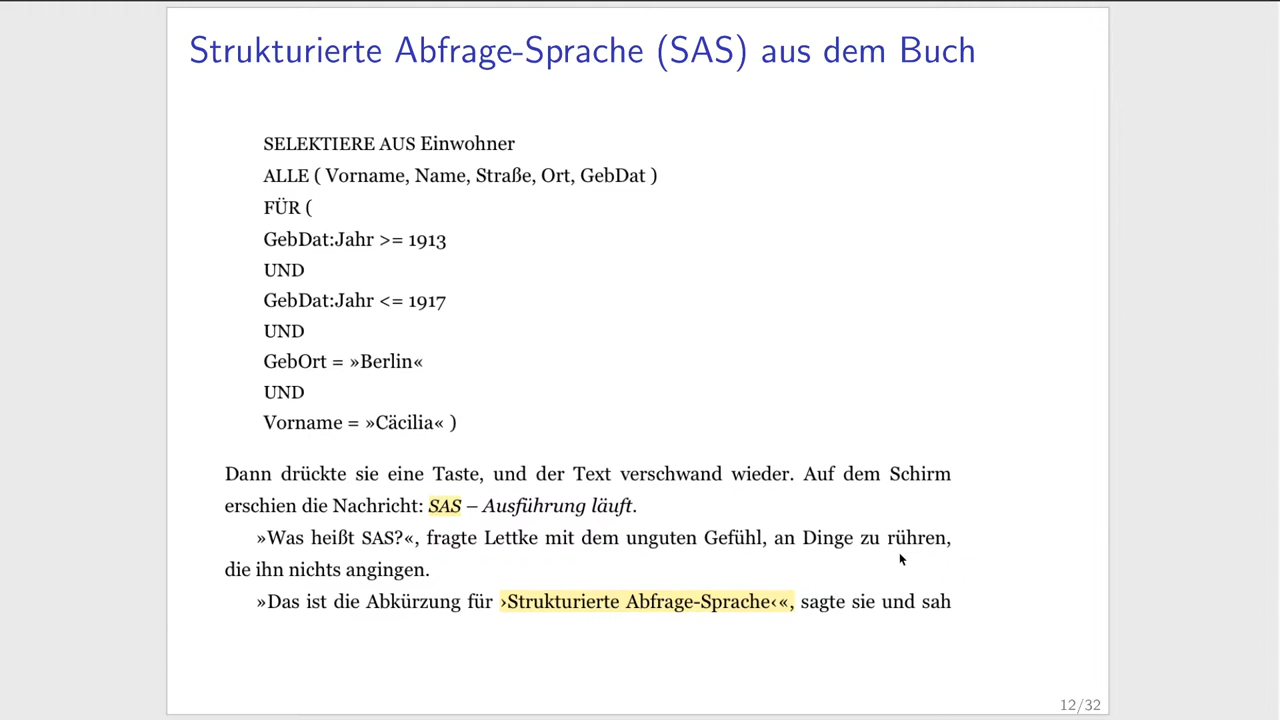 Strukturierte Abfrage-Sprache (SAS) aus dem Buch
SELEKTIERE AUS Einwohner
ALLE ( Vorname, Name, Straße, Ort, GebDat )
FÜR (
GebDat:Jahr >= 1913
UND
GebDat:Jahr <= 1917
UND
GebOrt = »Berlin«
UND
Vorname = »Cäcilia« )
Dann drückte sie eine Taste, und der Text verschwand wieder. Auf dem Schirm
erschien die Nachricht: SAS – Ausführung läuft.
»Was heißt SAS?«, fragte Lettke mit dem unguten Gefühl, an Dinge zu rühren,
die ihn nichts angingen.
»Das ist die Abkürzung für ›Strukturierte Abfrage-Sprache‹«, sagte sie und sah
12/32